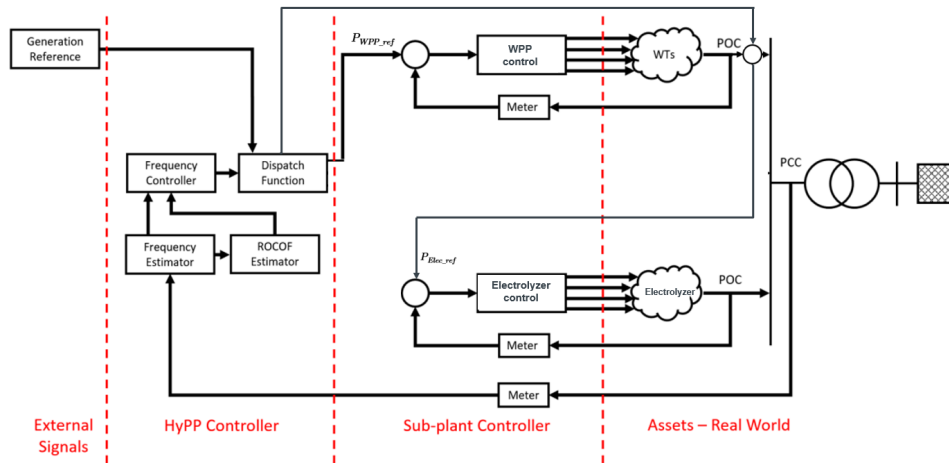 Generation
Reference
P_WPP_ref
WPP
control
WTs
POC
Meter
Frequency
Controller
Dispatch
Function
PCC
Frequency
Estimator
ROCOF
Estimator
P_Elec_ref
Electrolyzer
control
Electrolyzer
POC
Meter
Meter
External
Signals
HyPP Controller
Sub-plant Controller
Assets – Real World